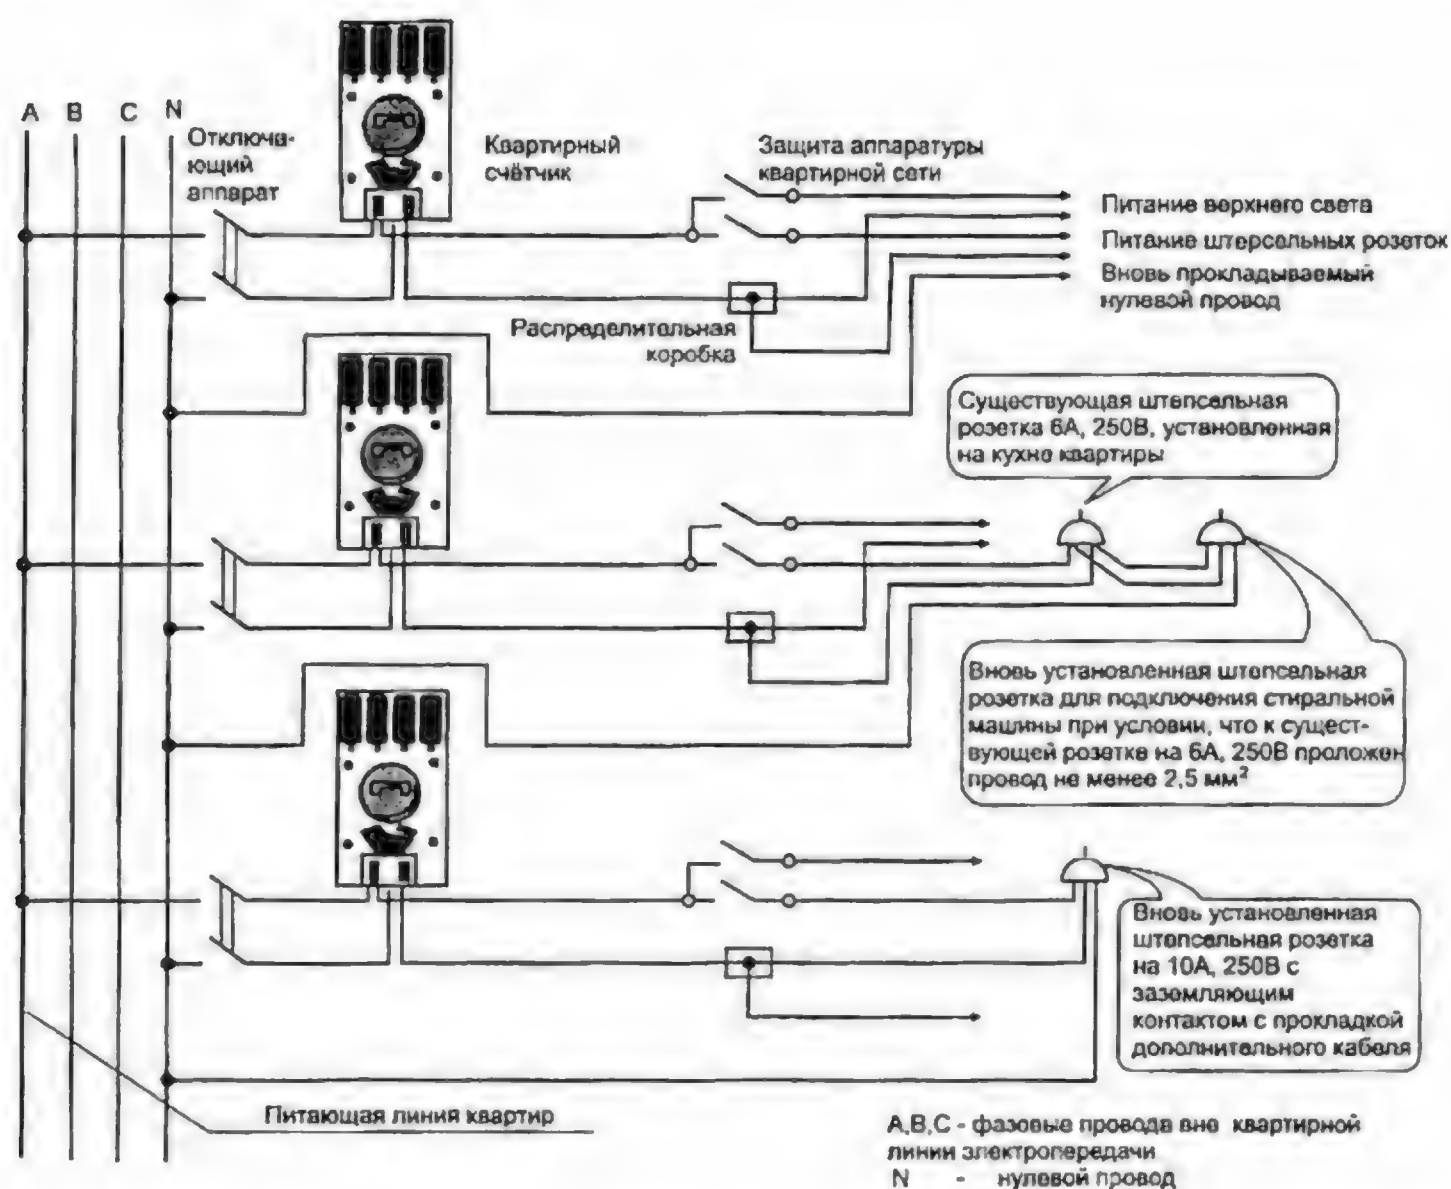 A B C N
Отключа-
ющий
аппарат
Квартирный
счётчик
Защита аппаратуры
квартирной сети
Питание верхнего света
Питание штерсельных розеток
Вновь прокладываемый
нулевой провод
Распределительная
коробка
Существующая штепсельная
розетка 6А, 250В, установленная
на кухне квартиры
Вновь установленная штепсельная
розетка для подключения стиральной
машины при условии, что к сущест-
вующей розетке на 6А, 250В проложен
провод не менее 2,5 мм²
Вновь установленная
штепсельная розетка
на 10А, 250В с
заземляющим
контактом с прокладкой
дополнительного кабеля
Питающая линия квартир
А,В,С - фазовые провода вне квартирной
линии электропередачи
N - нулевой провод